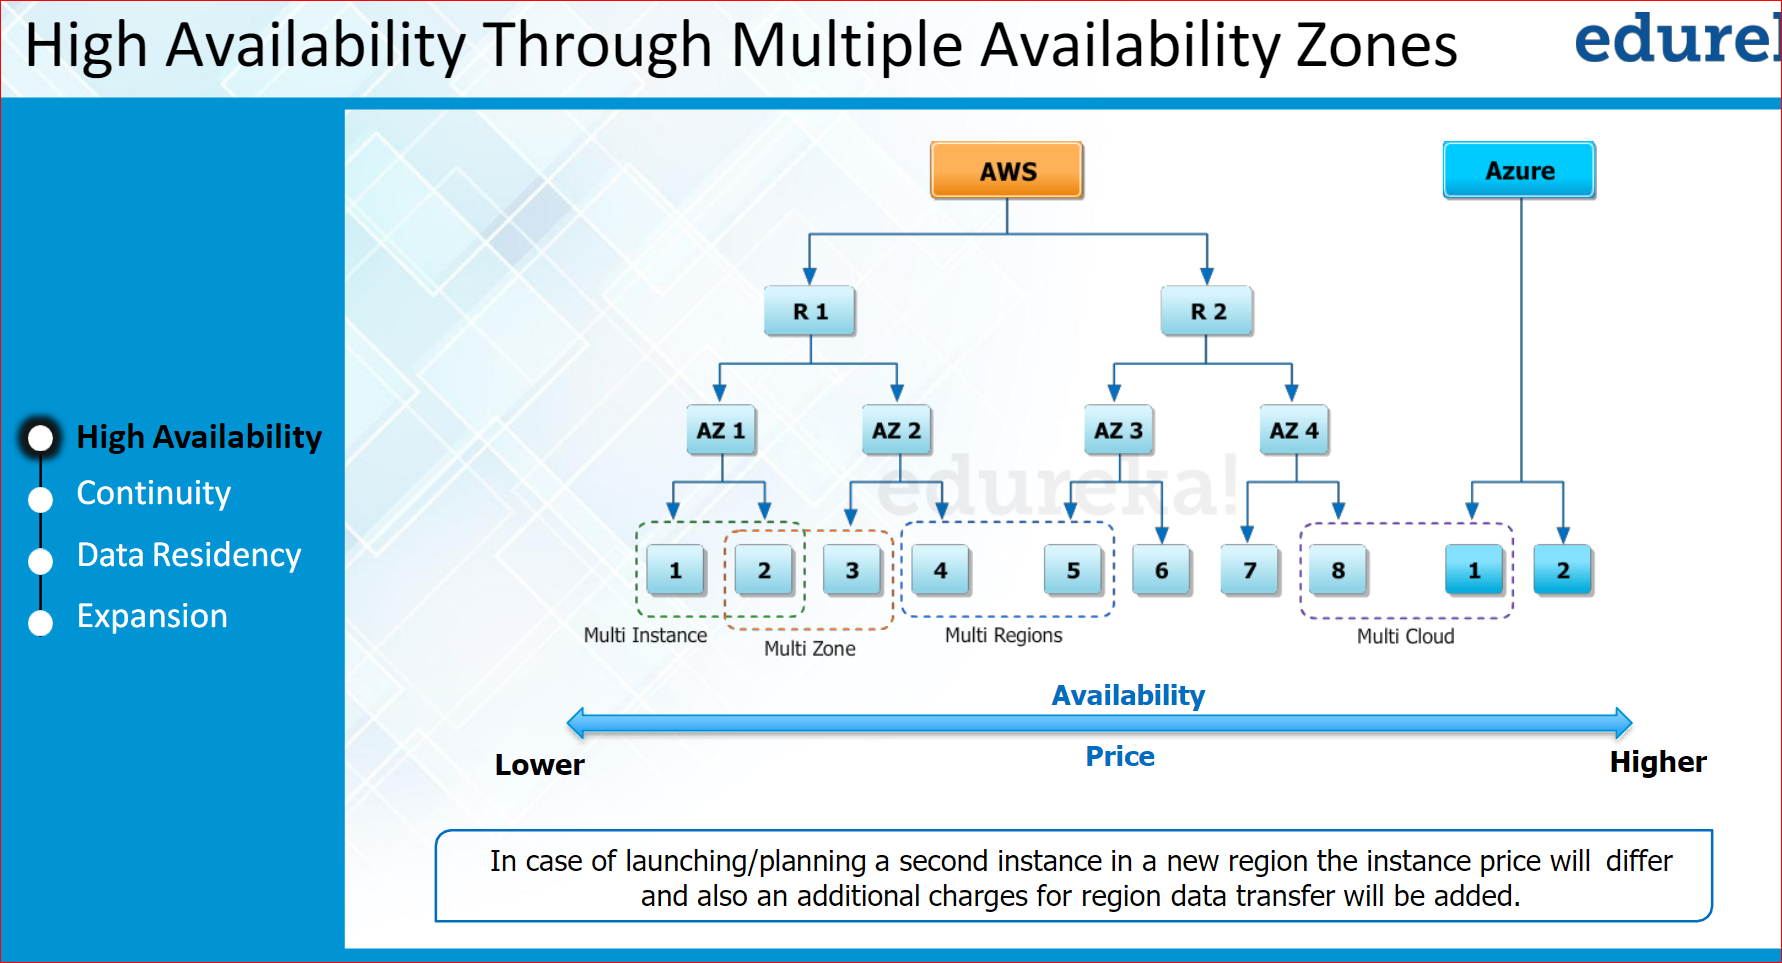 High Availability Through Multiple Availability Zones
edurek
High Availability
Continuity
Data Residency
Expansion
AWS
Azure
R 1
R 2
AZ 1
AZ 2
AZ 3
AZ 4
edureka!
1
2
3
4
5
6
7
8
1
2
Multi Instance
Multi Zone
Multi Regions
Multi Cloud
Availability
Price
Lower
Higher
In case of launching/planning a second instance in a new region the instance price will differ
and also an additional charges for region data transfer will be added.